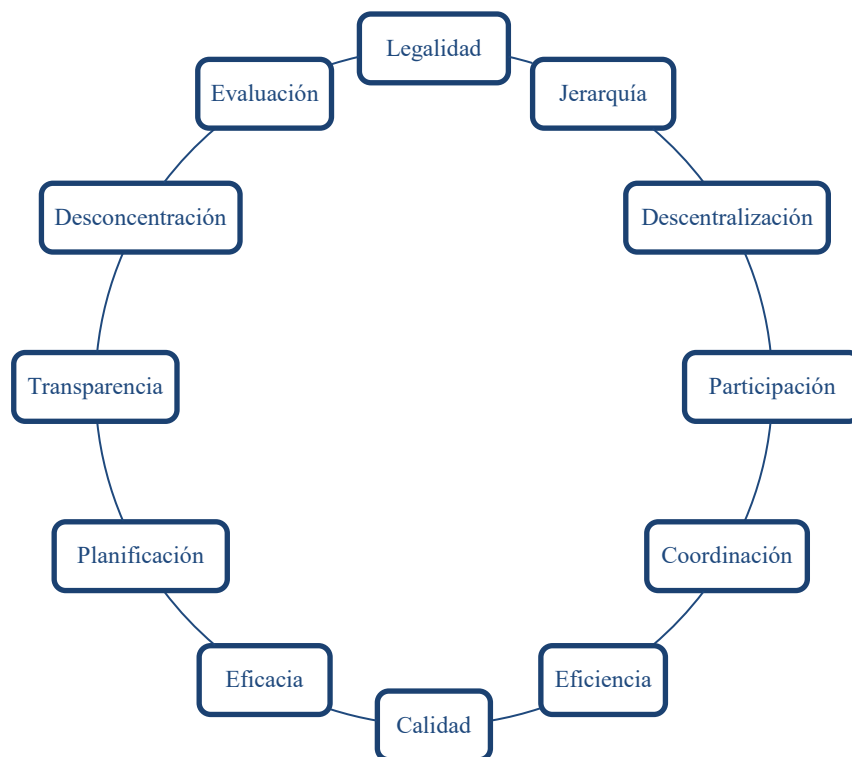 Legalidad
Jerarquía
Descentralización
Participación
Coordinación
Eficiencia
Calidad
Eficacia
Planificación
Transparencia
Desconcentración
Evaluación